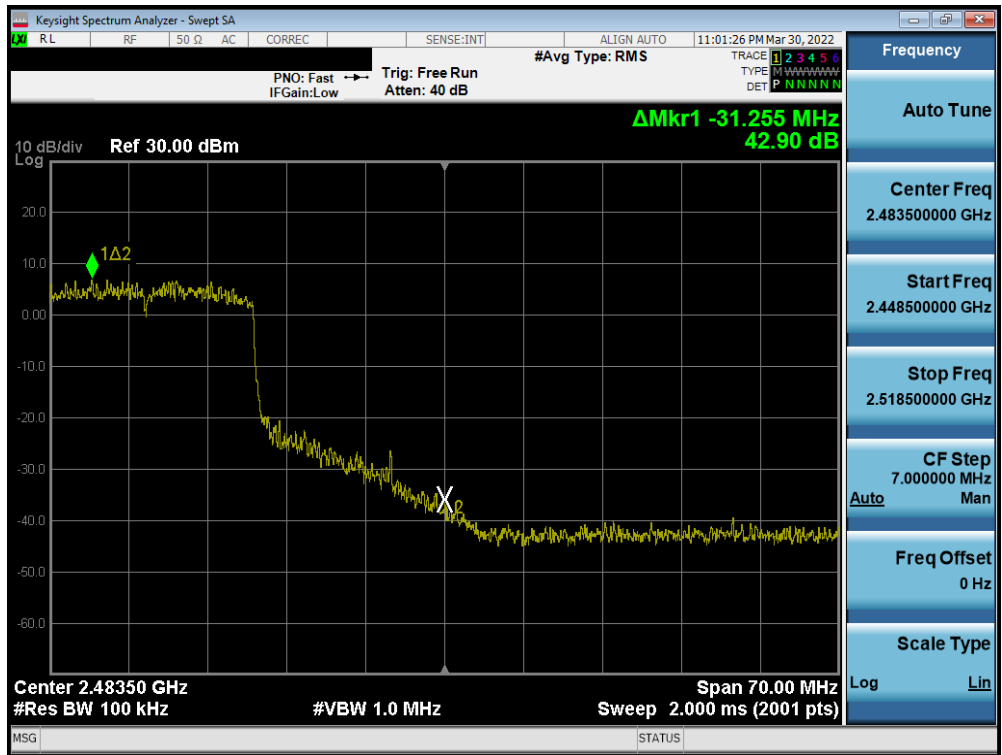 Keysight Spectrum Analyzer - Swept SA
LXI RL RF 50 Ω AC CORREC SENSE:INT ALIGN AUTO 11:01:26 PM Mar 30, 2022
#Avg Type: RMS TRACE 1 2 3 4 5 6
PNO: Fast Trig: Free Run TYPE M WWWWW
IFGain:Low Atten: 40 dB DET P N N N N N
ΔMkr1 -31.255 MHz
42.90 dB
10 dB/div Ref 30.00 dBm
Log
20.0
10.0
1Δ2
0.00
-10.0
-20.0
-30.0
-40.0
-50.0
-60.0
Center 2.48350 GHz Span 70.00 MHz
#Res BW 100 kHz #VBW 1.0 MHz Sweep 2.000 ms (2001 pts)
MSG STATUS
Frequency
Auto Tune
Center Freq
2.483500000 GHz
Start Freq
2.448500000 GHz
Stop Freq
2.518500000 GHz
CF Step
7.000000 MHz
Auto Man
Freq Offset
0 Hz
Scale Type
Log Lin